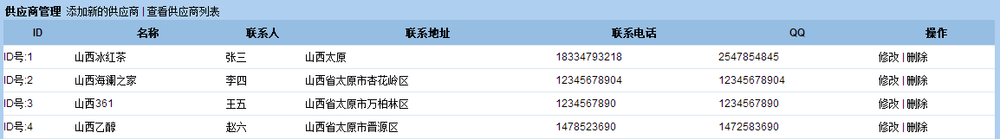 供应商管理 添加新的供应商 | 查看供应商列表
ID 名称 联系人 联系地址 联系电话 QQ 操作
ID号:1 山西冰红茶 张三 山西太原 18334793218 2547854845 修改 | 删除
ID号:2 山西海澜之家 李四 山西省太原市杏花岭区 12345678904 12345678904 修改 | 删除
ID号:3 山西361 王五 山西省太原市万柏林区 1234567890 1234567890 修改 | 删除
ID号:4 山西乙醇 赵六 山西省太原市晋源区 1478523690 1472583690 修改 | 删除